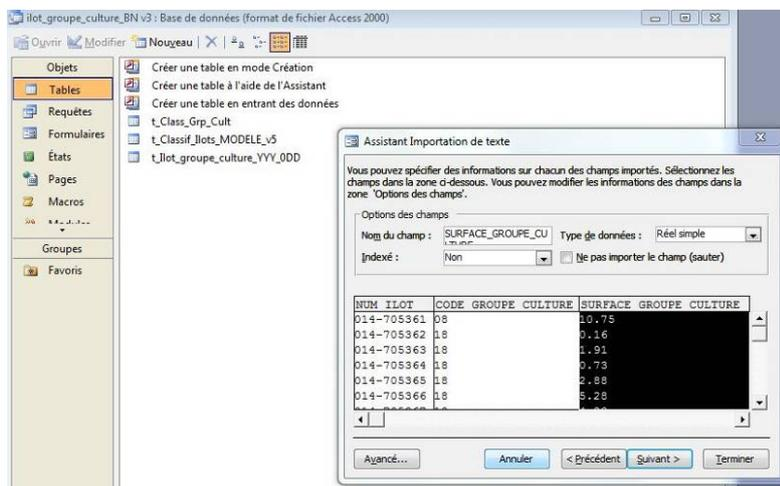 ilot_groupe_culture_BN v3 : Base de données (format de fichier Access 2000)
Ouvrir Modifier Nouveau
Objets
Tables
Requêtes
Formulaires
États
Pages
Macros
Groupes
Favoris
Créer une table en mode Création
Créer une table à l'aide de l'Assistant
Créer une table en entrant des données
t_Class_Grp_Cult
t_Classif_Ilots_MODELE_v5
t_Ilot_groupe_culture_YYY_0DD
Assistant Importation de texte
Vous pouvez spécifier des informations sur chacun des champs importés. Sélectionnez les
champs dans la zone ci-dessous. Vous pouvez modifier les informations des champs dans la
zone 'Options des champs'.
Options des champs
Nom du champ : SURFACE_GROUPE_CU Type de données : Réel simple
Indexé : Non Ne pas importer le champ (sauter)
NUM ILOT CODE GROUPE CULTURE SURFACE GROUPE CULTURE
014-705361 08 10.75
014-705362 18 0.16
014-705363 18 1.91
014-705364 18 0.73
014-705365 18 2.88
014-705366 18 5.28
Avancé... Annuler < Précédent Suivant > Terminer